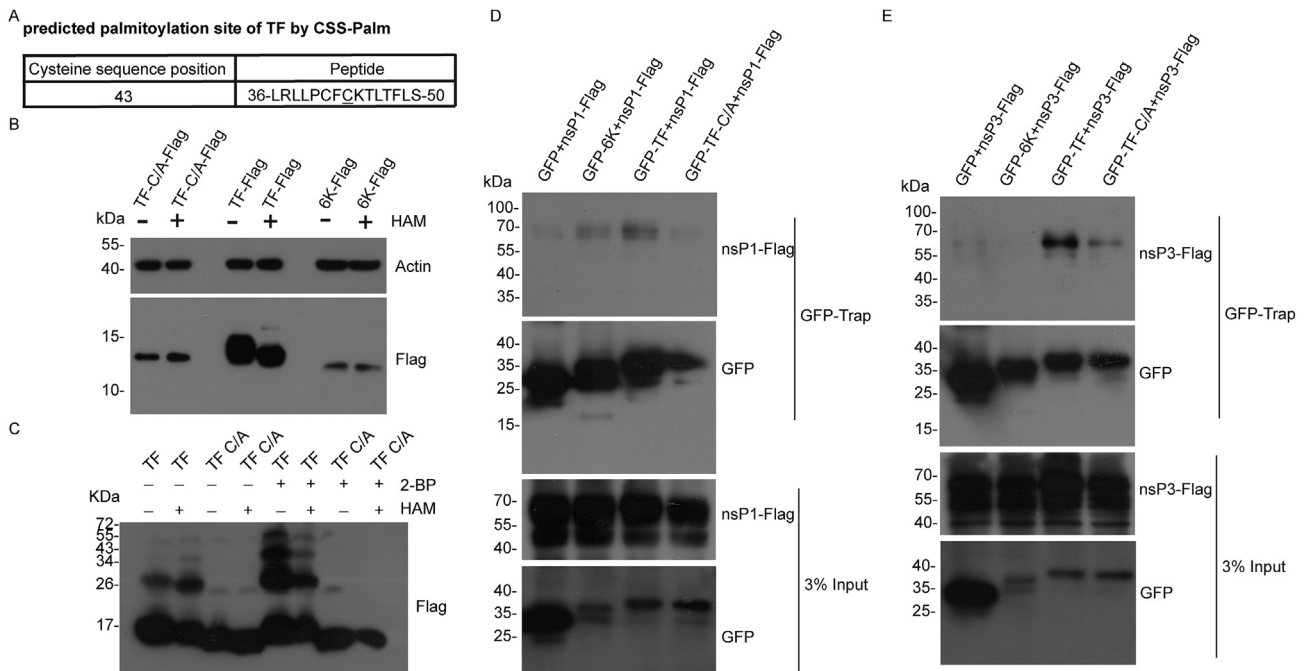 A
predicted palmitoylation site of TF by CSS-Palm
Cysteine sequence position Peptide
43 36-LRLLPCFCKTLTFLS-50
B
TF-C/A-Flag TF-C/A-Flag TF-Flag TF-Flag 6K-Flag 6K-Flag
kDa - + - + - + HAM
55-
40-
Actin
15-
10-
Flag
C
TF TF TF C/A TF C/A TF TF TF C/A TF C/A
- - - - + + + + 2-BP
KDa - + - + - + - + HAM
72-
55-
43-
34-
26-
17-
Flag
D
GFP+nsP1-Flag GFP-6K+nsP1-Flag GFP-TF+nsP1-Flag GFP-TF-C/A+nsP1-Flag
kDa
100-
70-
55-
40-
35-
nsP1-Flag
40-
35-
25-
15-
GFP
GFP-Trap
70-
55-
40-
nsP1-Flag
40-
35-
25-
GFP
3% Input
E
GFP+nsP3-Flag GFP-6K+nsP3-Flag GFP-TF+nsP3-Flag GFP-TF-C/A+nsP3-Flag
kDa
100-
70-
55-
40-
35-
nsP3-Flag
40-
35-
25-
15-
GFP
GFP-Trap
70-
55-
40-
nsP3-Flag
40-
35-
25-
GFP
3% Input